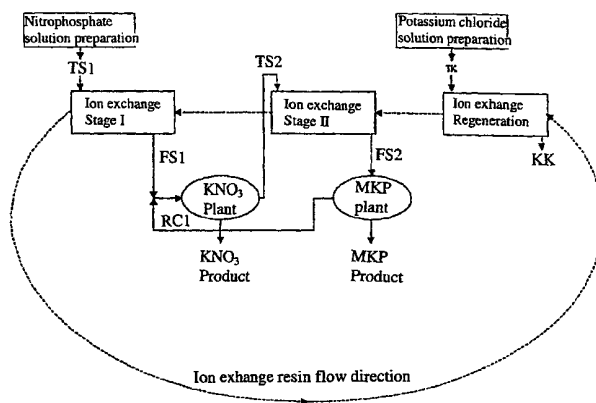 Nitrophosphate
solution preparation
Potassium chloride
solution preparation
TS1
TS2
TK
Ion exchange
Stage I
Ion exchange
Stage II
Ion exhange
Regeneration
FS1
FS2
KK
KNO3
Plant
MKP
plant
RC1
KNO3
Product
MKP
Product
Ion exhange resin flow direction